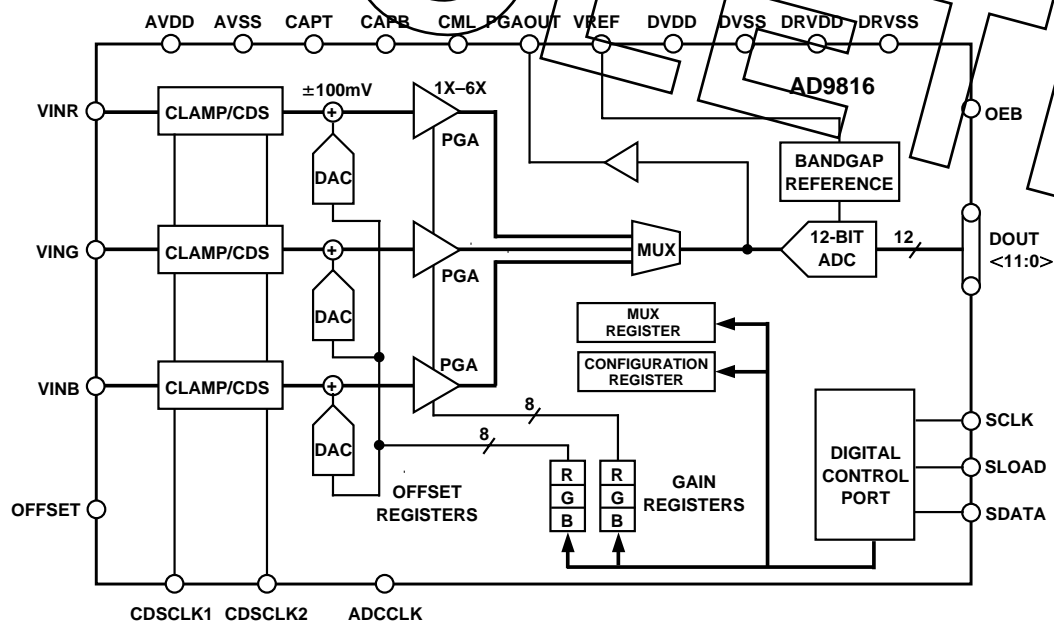 AVDD AVSS CAPT CAPB CML PGAOUT VREF DVDD DVSS DRVDD DRVSS
AD9816
±100mV
1X–6X
VINR
CLAMP/CDS
+
PGA
DAC
OEB
BANDGAP
REFERENCE
VING
CLAMP/CDS
+
PGA
MUX
12-BIT
ADC
12
DOUT
<11:0>
DAC
MUX
REGISTER
CONFIGURATION
REGISTER
VINB
CLAMP/CDS
+
PGA
DAC
8
8
R
G
B
R
G
B
OFFSET
REGISTERS
GAIN
REGISTERS
DIGITAL
CONTROL
PORT
SCLK
SLOAD
SDATA
OFFSET
CDSCLK1 CDSCLK2 ADCCLK